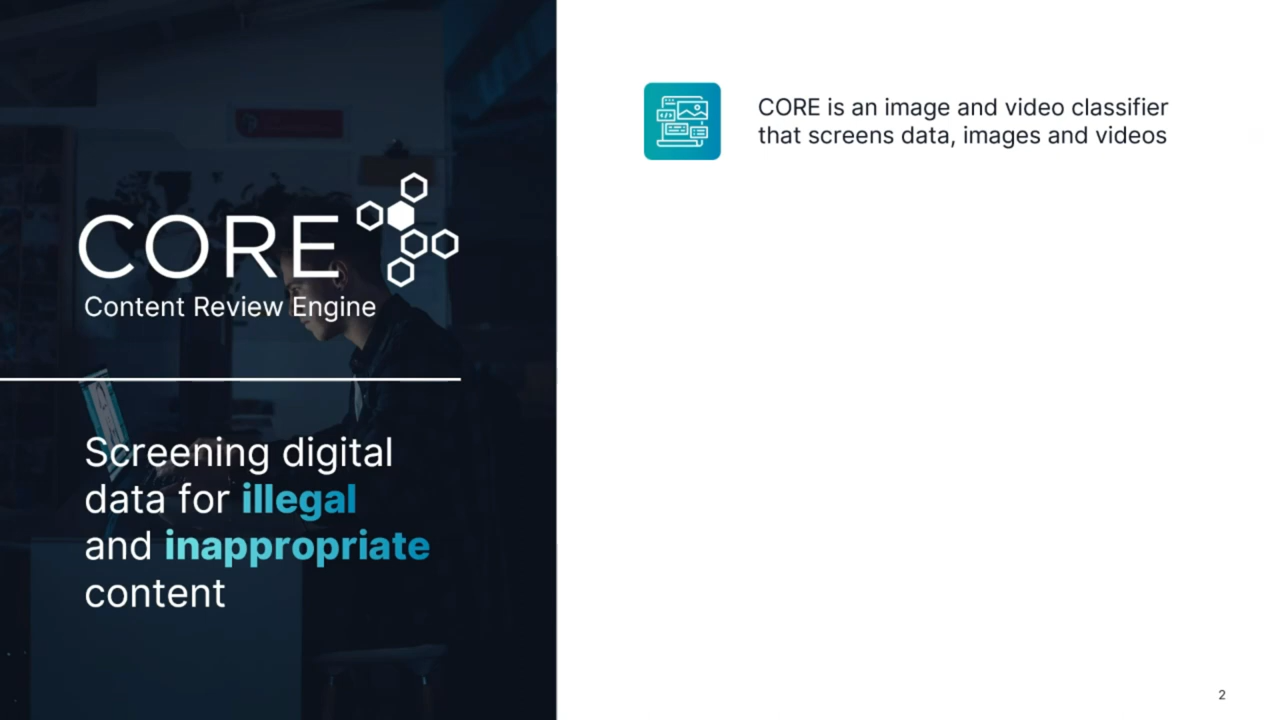 CORE
Content Review Engine
Screening digital
data for illegal
and inappropriate
content
CORE is an image and video classifier
that screens data, images and videos
2